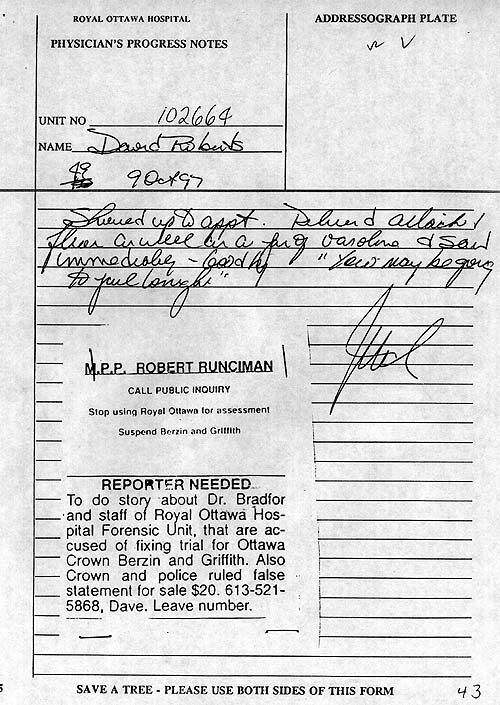 ROYAL OTTAWA HOSPITAL
PHYSICIAN'S PROGRESS NOTES
ADDRESSOGRAPH PLATE
UNIT NO 102664
NAME David Roberts
9 Oct 97
Showed up to appt.
& said
immediately - Good by "You may be going
to jail tonight"
M.P.P. ROBERT RUNCIMAN
CALL PUBLIC INQUIRY
Stop using Royal Ottawa for assessment
Suspend Berzin and Griffith
REPORTER NEEDED
To do story about Dr. Bradfor
and staff of Royal Ottawa Hos-
pital Forensic Unit, that are ac-
cused of fixing trial for Ottawa
Crown Berzin and Griffith. Also
Crown and police ruled false
statement for sale $20. 613-521-
5868, Dave. Leave number.
SAVE A TREE - PLEASE USE BOTH SIDES OF THIS FORM
43